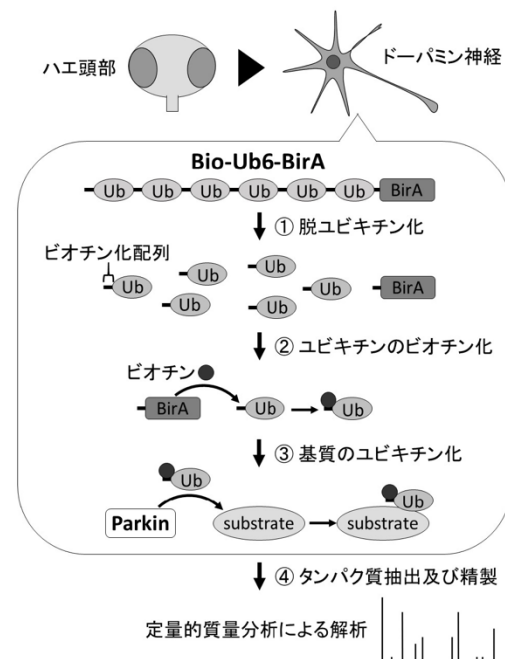 ハエ頭部
ドーパミン神経
Bio-Ub6-BirA
Ub Ub Ub Ub Ub Ub BirA
① 脱ユビキチン化
ビオチン化配列
Ub Ub Ub Ub Ub Ub BirA
② ユビキチンのビオチン化
ビオチン
BirA Ub Ub
③ 基質のユビキチン化
Ub Ub
Parkin substrate substrate
④ タンパク質抽出及び精製
定量的質量分析による解析